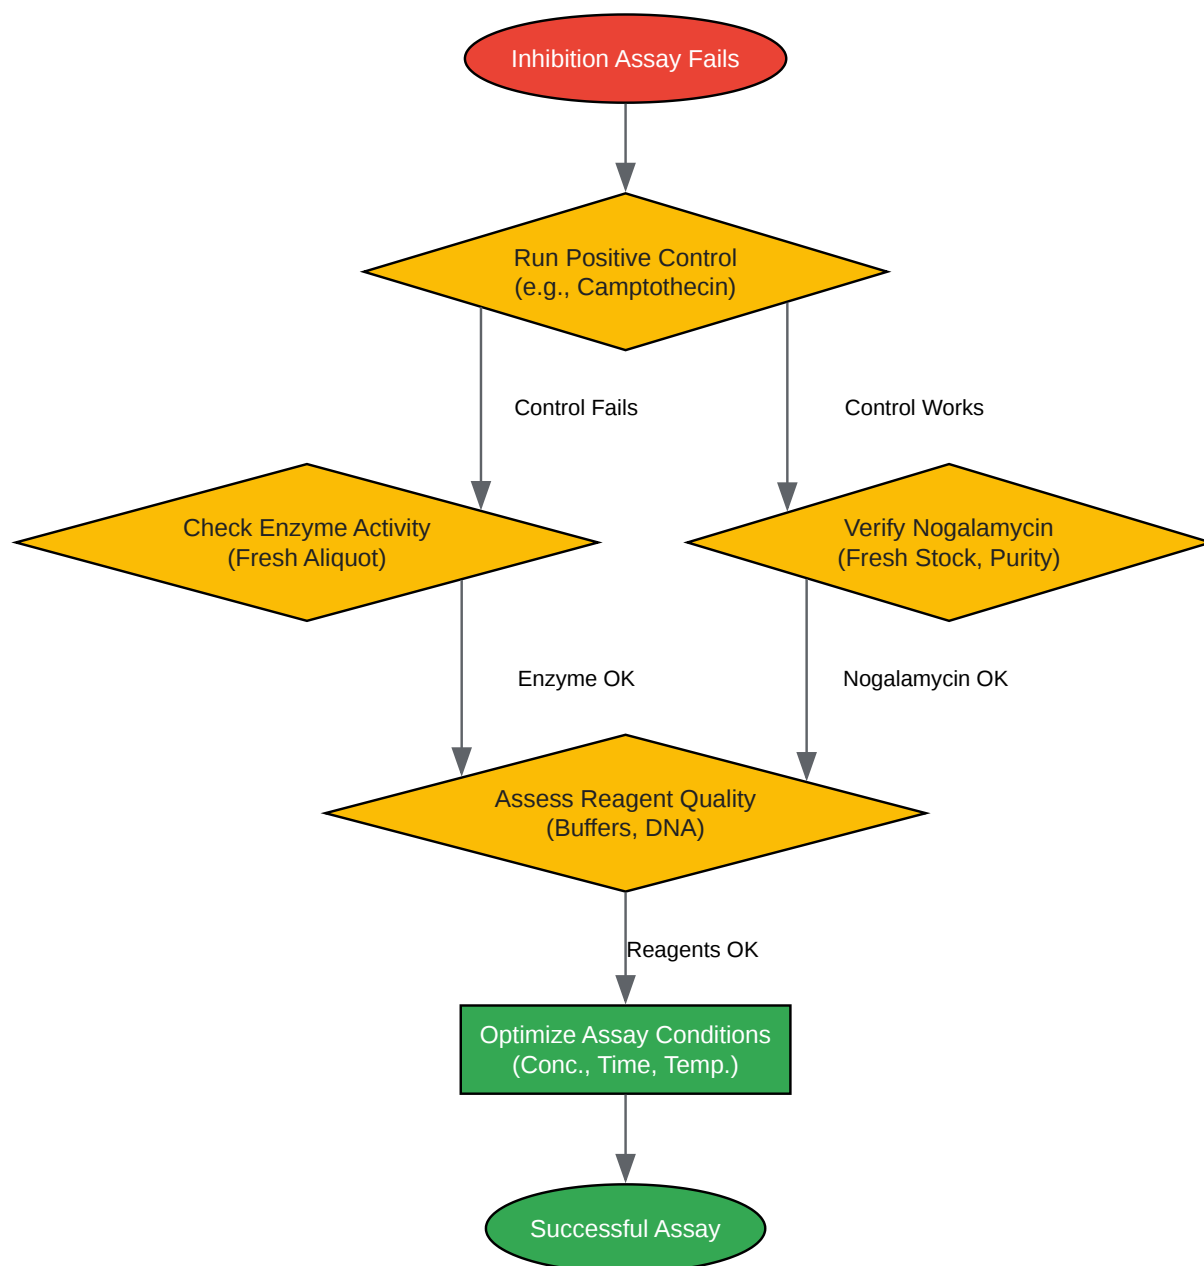 Inhibition Assay Fails
Run Positive Control
(e.g., Camptothecin)
Control Fails
Control Works
Check Enzyme Activity
(Fresh Aliquot)
Verify Nogalamycin
(Fresh Stock, Purity)
Enzyme OK
Nogalamycin OK
Assess Reagent Quality
(Buffers, DNA)
Reagents OK
Optimize Assay Conditions
(Conc., Time, Temp.)
Successful Assay